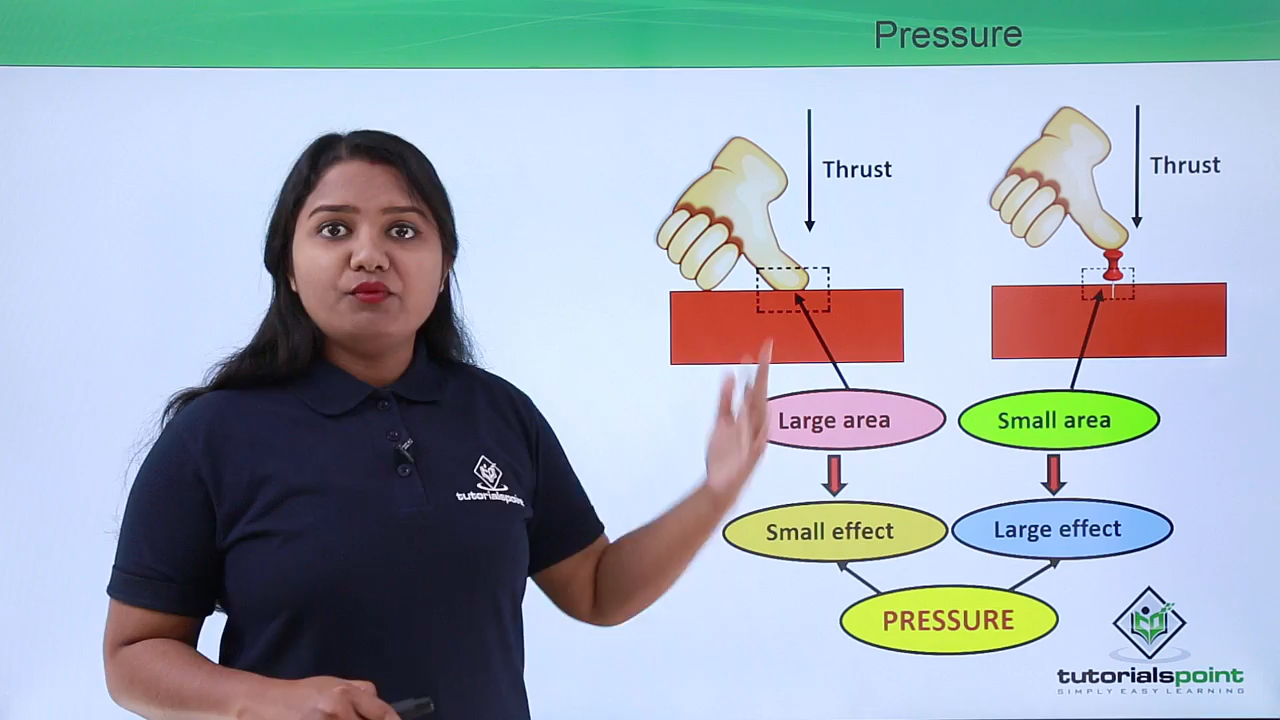 Pressure
Thrust
Thrust
Large area
Small area
Small effect
Large effect
PRESSURE
tutorialspoint
tutorialspoint
SIMPLY EASY LEARNING